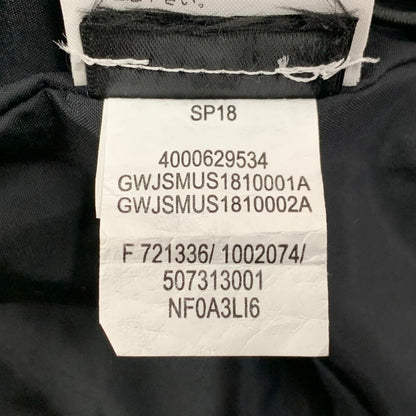 SP18
4000629534
GWJSMUS1810001A
GWJSMUS1810002A
F 721336/ 1002074/
507313001
NF0A3LI6